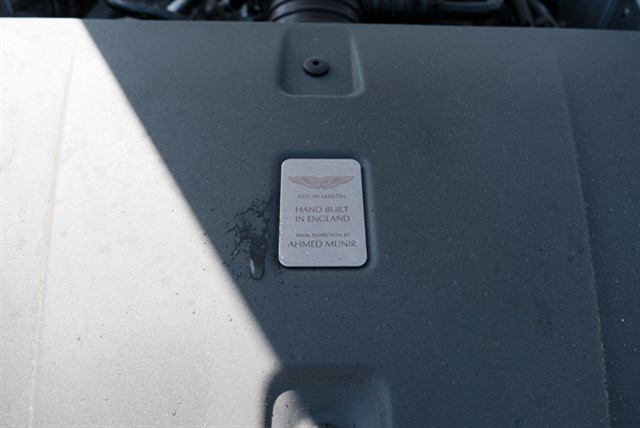 ASTON MARTIN
HAND BUILT
IN ENGLAND
FINAL INSPECTION BY
AHMED MUNIR